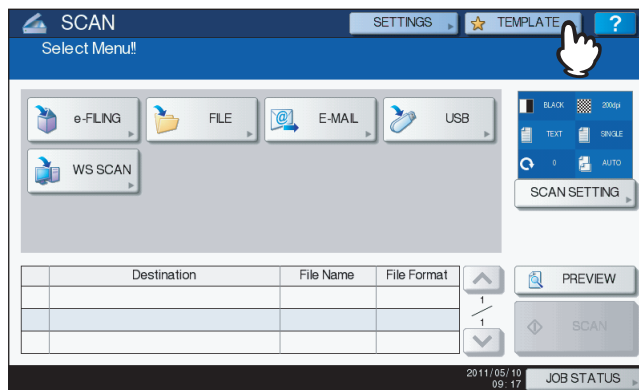 SCAN
SETTINGS
TEMPLATE
?
Select Menu!!
e-FILING
FILE
E-MAIL
USB
WS SCAN
BLACK
200dpi
TEXT
SINGLE
0
AUTO
SCAN SETTING
Destination
File Name
File Format
1
1
PREVIEW
SCAN
2011/05/10
09:17
JOB STATUS